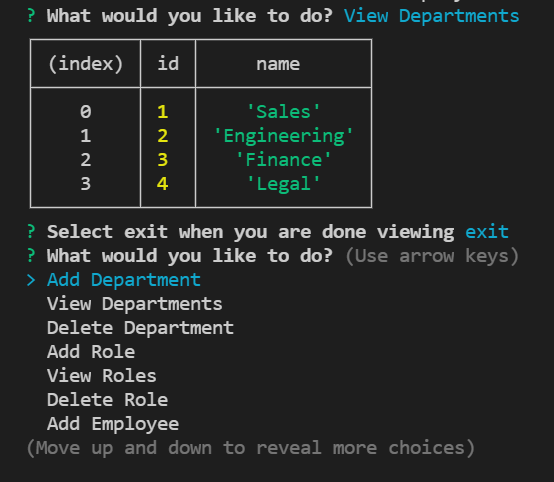 ? What would you like to do? View Departments
(index) id name
0 1 'Sales'
1 2 'Engineering'
2 3 'Finance'
3 4 'Legal'
? Select exit when you are done viewing exit
? What would you like to do? (Use arrow keys)
> Add Department
View Departments
Delete Department
Add Role
View Roles
Delete Role
Add Employee
(Move up and down to reveal more choices)